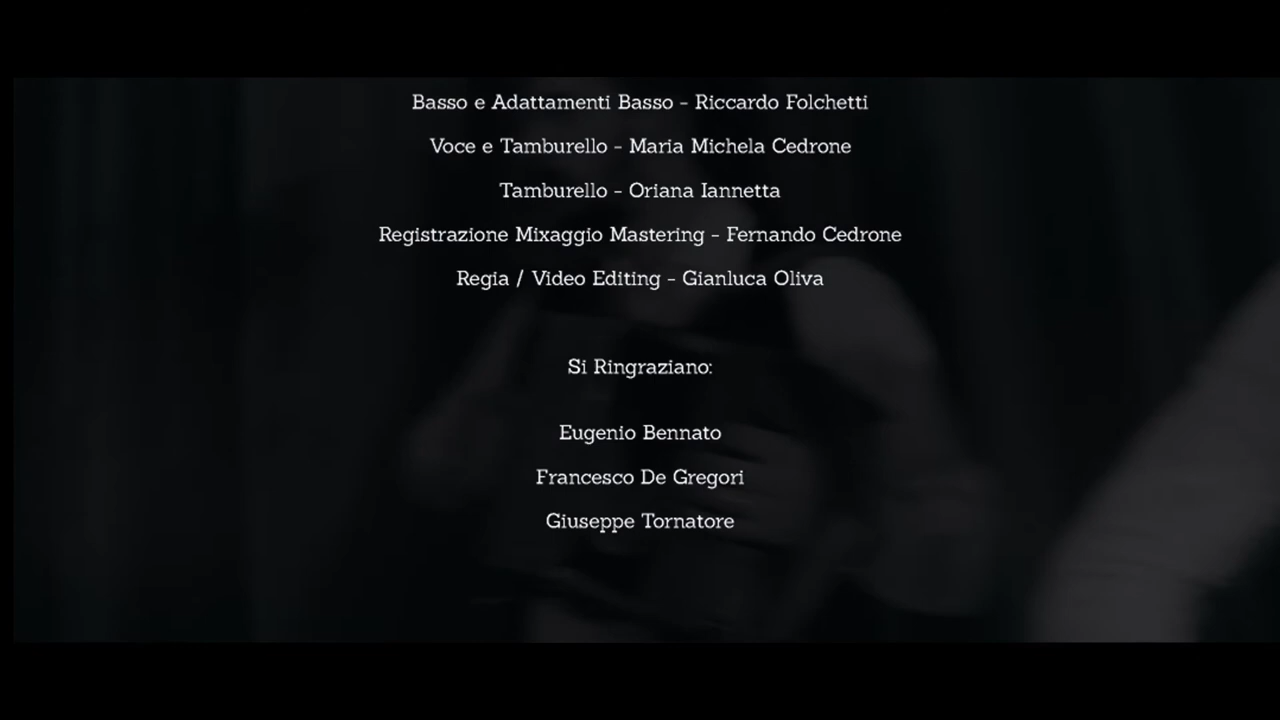 Basso e Adattamenti Basso - Riccardo Folchetti
Voce e Tamburello - Maria Michela Cedrone
Tamburello - Oriana Iannetta
Registrazione Mixaggio Mastering - Fernando Cedrone
Regia / Video Editing - Gianluca Oliva
Si Ringraziano:
Eugenio Bennato
Francesco De Gregori
Giuseppe Tornatore